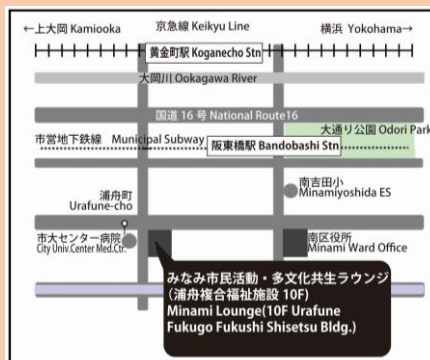 ←上大岡 Kamiooka 京急線 Keikyu Line 横浜 Yokohama→
黄金町駅 Koganecho Stn
大岡川 Ookagawa River
国道 16 号 National Route16
大通り公園 Odori Park
市営地下鉄線 Municipal Subway 阪東橋駅 Bandobashi Stn
南吉田小
Minamiyoshida ES
浦舟町
Urafune-cho
市大センター病院
City Univ.Center Med.Ctr.
南区役所
Minami Ward Office
みなみ市民活動・多文化共生ラウンジ
(浦舟複合福祉施設 10F)
Minami Lounge(10F Urafune
Fukugo Fukushi Shisetsu Bldg.)